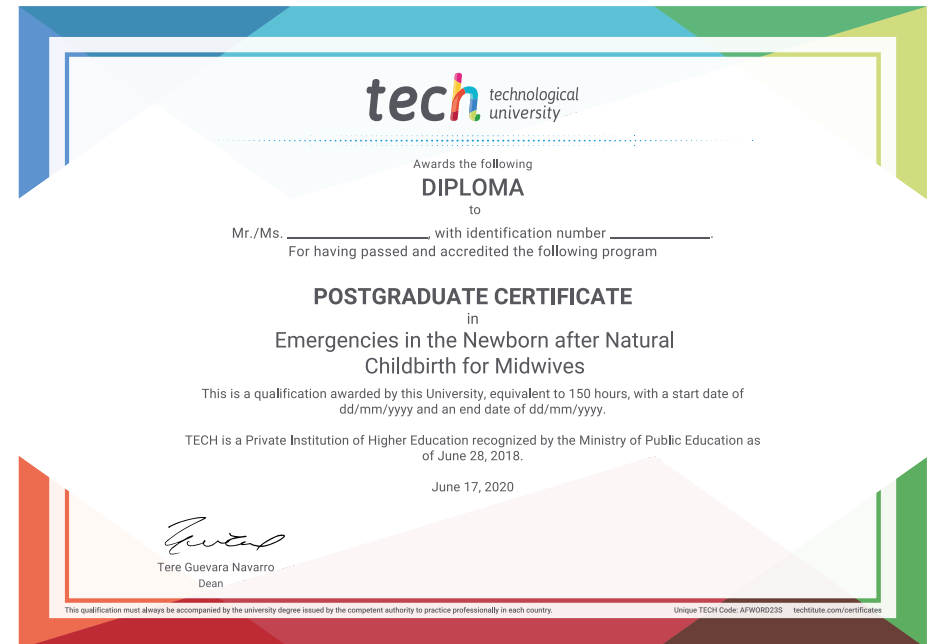 tech technological
university
Awards the following
DIPLOMA
to
Mr./Ms. ____________, with identification number ____________.
For having passed and accredited the following program
POSTGRADUATE CERTIFICATE
in
Emergencies in the Newborn after Natural
Childbirth for Midwives
This is a qualification awarded by this University, equivalent to 150 hours, with a start date of
dd/mm/yyyy and an end date of dd/mm/yyyy.
TECH is a Private Institution of Higher Education recognized by the Ministry of Public Education as
of June 28, 2018.
June 17, 2020
Tere Guevara Navarro
Dean
This qualification must always be accompanied by the university degree issued by the competent authority to practice professionally in each country.
Unique TECH Code: AFWORD23S techtitute.com/certificates